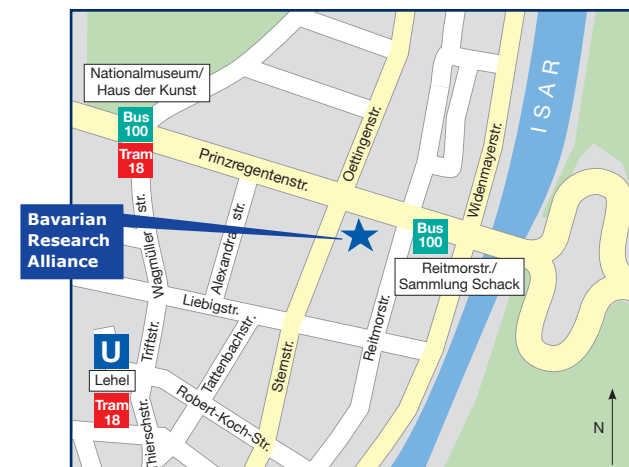 Nationalmuseum/
Haus der Kunst
Bus
100
Tram
18
Prinzregentenstr.
Oettingenstr.
Widenmayerstr.
ISAR
Bavarian
Research
Alliance
Wagmüller str.
Alexandra str.
Bus
100
Reitmorstr./
Sammlung Schack
Liebigstr.
Triftstr.
Tattenbachstr.
Sternstr.
Reitmorstr.
U
Lehel
Tram
18
Thierschstr.
Robert-Koch-Str.
N